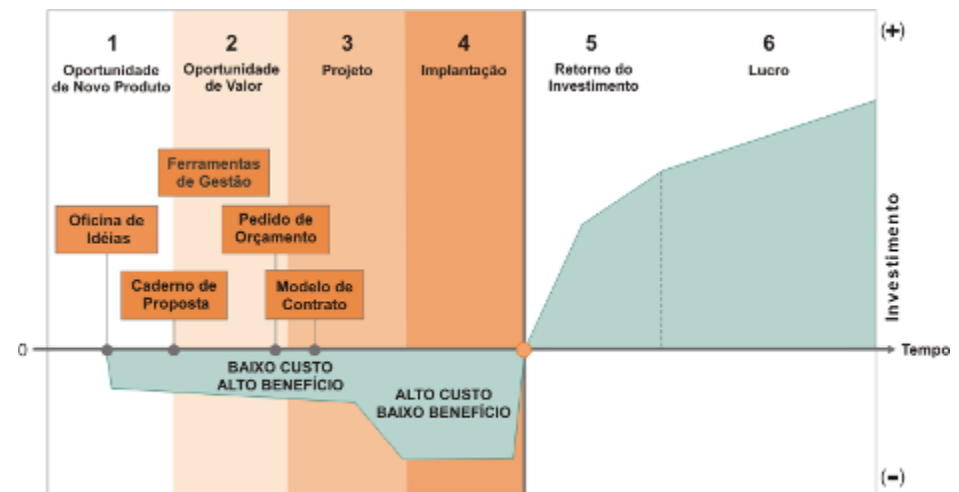 1
Oportunidade
de Novo Produto
2
Oportunidade
de Valor
3
Projeto
4
Implantação
5
Retorno do
Investimento
6
Lucro
(+)
Ferramentas
de Gestão
Oficina de
Idéias
Pedido de
Orçamento
Caderno de
Proposta
Modelo de
Contrato
Investimento
0
Tempo
BAIXO CUSTO
ALTO BENEFÍCIO
ALTO CUSTO
BAIXO BENEFÍCIO
(−)